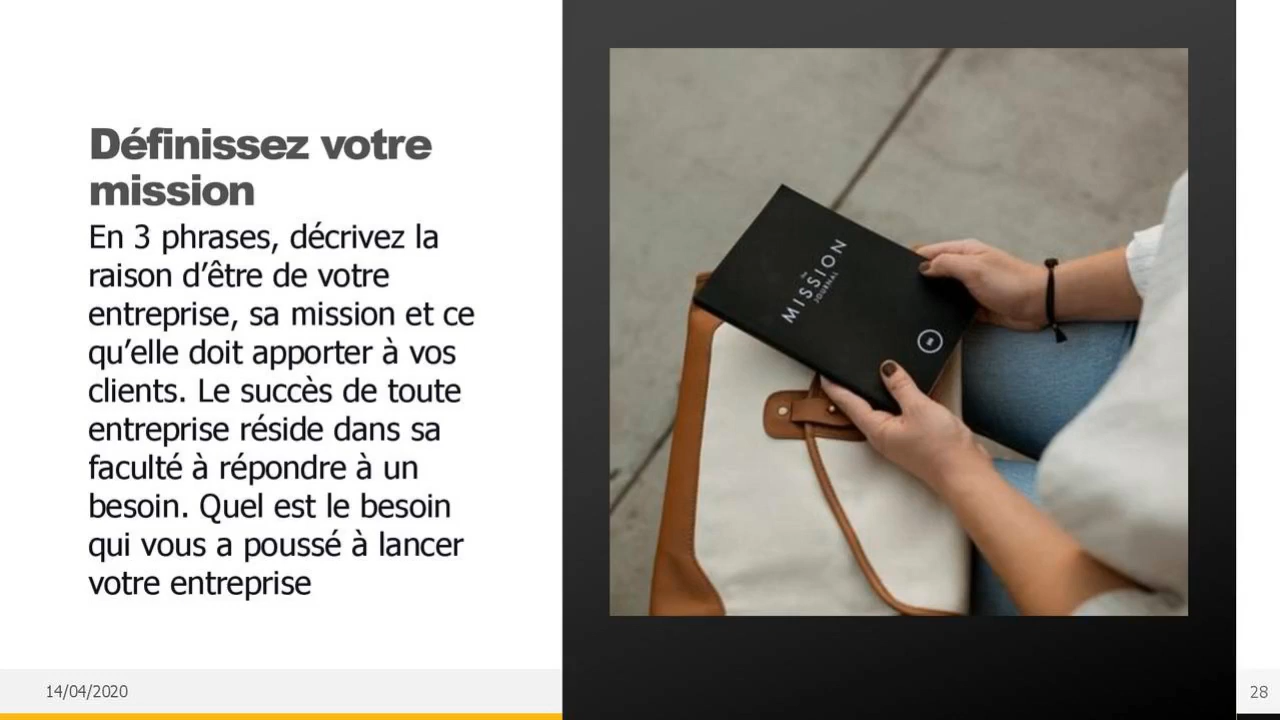 Définissez votre
mission
En 3 phrases, décrivez la
raison d’être de votre
entreprise, sa mission et ce
qu’elle doit apporter à vos
clients. Le succès de toute
entreprise réside dans sa
faculté à répondre à un
besoin. Quel est le besoin
qui vous a poussé à lancer
votre entreprise
MISSION
JOURNAL
14/04/2020
28